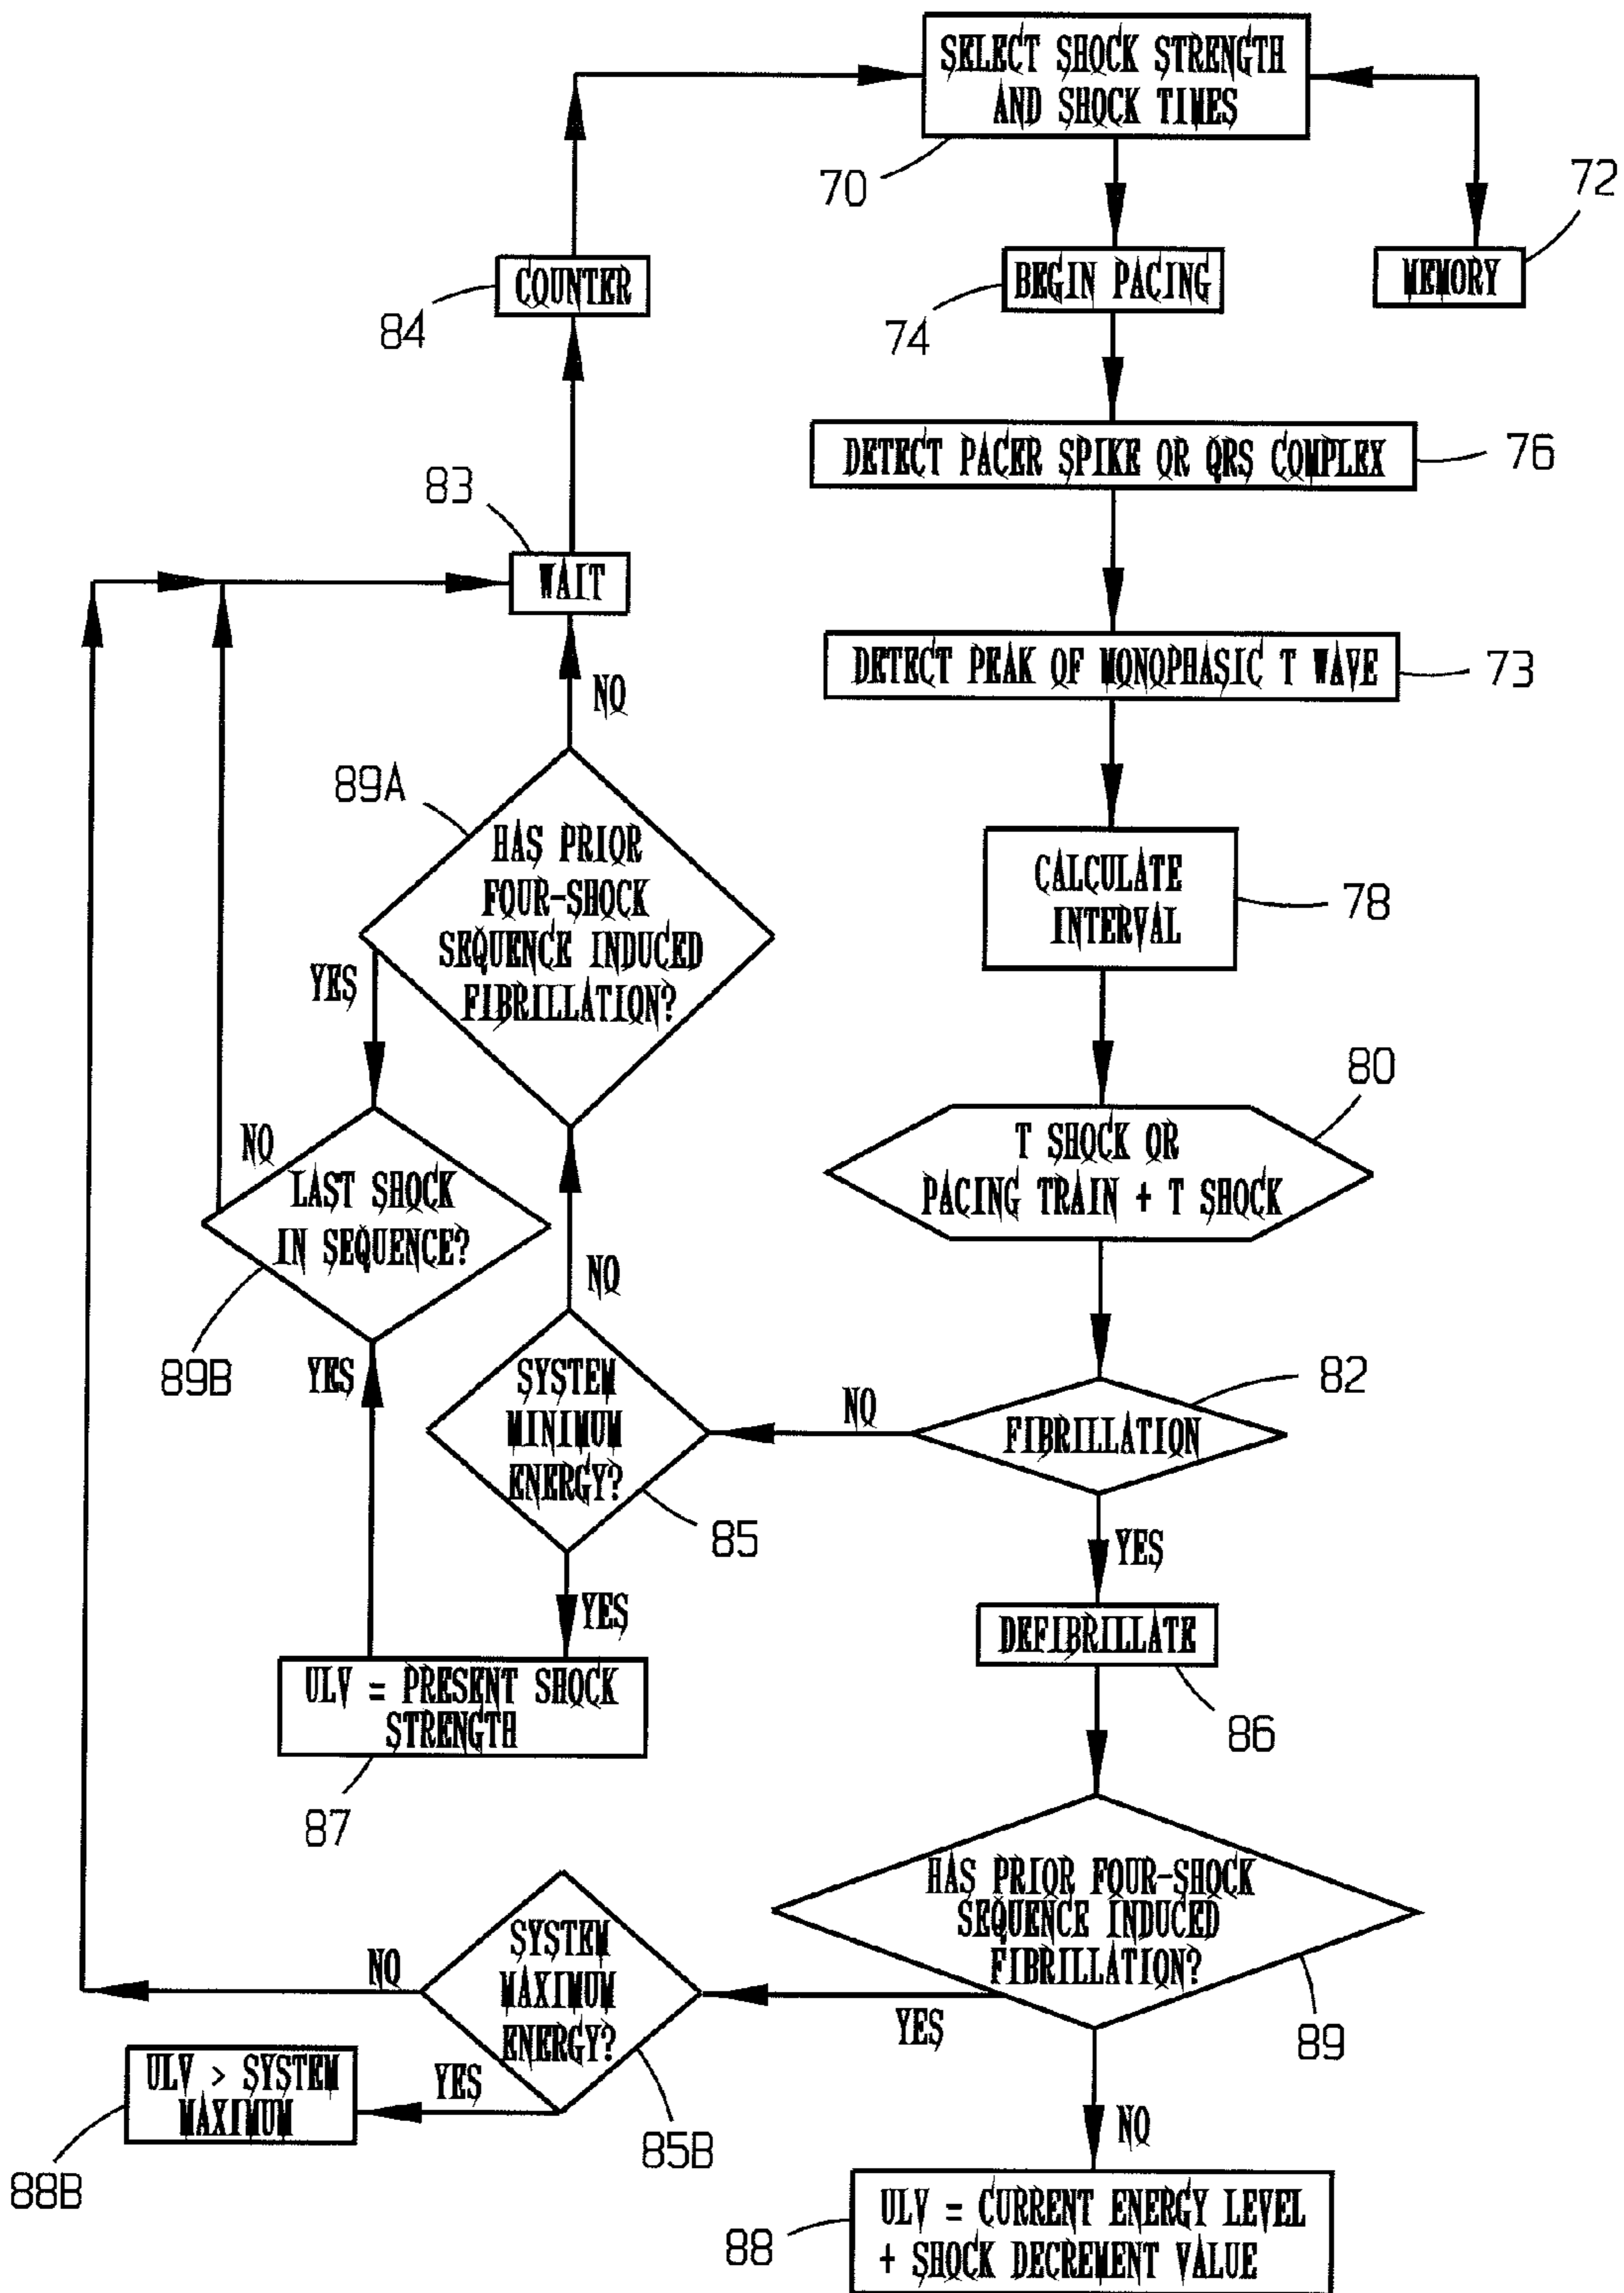 SELECT SHOCK STRENGTH
AND SHOCK TIMES
70
72
COUNTER
84
BEGIN PACING
74
MEMORY
DETECT PACER SPIKE OR QRS COMPLEX
76
83
WAIT
DETECT PEAK OF MONOPHASIC T WAVE
73
NO
89A
HAS PRIOR
FOUR-SHOCK
SEQUENCE INDUCED
FIBRILLATION?
YES
CALCULATE
INTERVAL
78
80
T SHOCK OR
PACING TRAIN + T SHOCK
NO
LAST SHOCK
IN SEQUENCE?
89B
YES
NO
SYSTEM
MINIMUM
ENERGY?
85
NO
82
FIBRILLATION
YES
YES
DEFIBRILLATE
86
ULV = PRESENT SHOCK
STRENGTH
87
HAS PRIOR FOUR-SHOCK
SEQUENCE INDUCED
FIBRILLATION?
89
YES
NO
SYSTEM
MAXIMUM
ENERGY?
85B
NO
YES
ULV > SYSTEM
MAXIMUM
88B
ULV = CURRENT ENERGY LEVEL
+ SHOCK DECREMENT VALUE
88